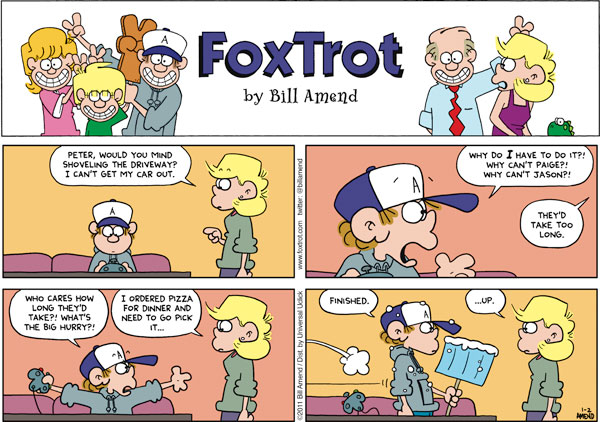 FoxTrot
by Bill Amend
A
PETER, WOULD YOU MIND
SHOVELING THE DRIVEWAY?
I CAN'T GET MY CAR OUT.
A
www.foxtrot.com twitter: @billamend
WHY DO I HAVE TO DO IT?!
WHY CAN'T PAIGE?!
WHY CAN'T JASON?!
THEY'D
TAKE TOO
LONG.
A
WHO CARES HOW
LONG THEY'D
TAKE?! WHAT'S
THE BIG HURRY?!
I ORDERED PIZZA
FOR DINNER AND
NEED TO GO PICK
IT...
A
©2011 Bill Amend / Dist. by Universal Uclick
FINISHED.
...UP.
A
1-2
AMEND